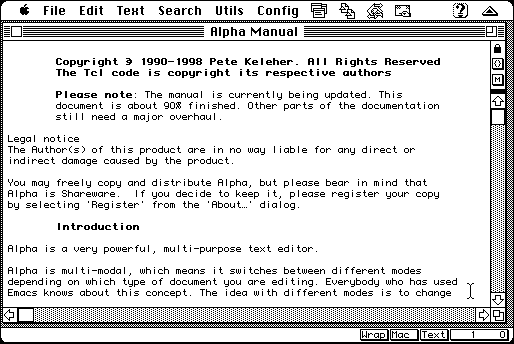 File Edit Text Search Utils Config
Alpha Manual
Copyright э 1990-1998 Pete Keleher. All Rights Reserved
The Tcl code is copyright its respective authors
Please note: The manual is currently being updated. This
document is about 90% finished. Other parts of the documentation
still need a major overhaul.
Legal notice
The Author(s) of this product are in no way liable for any direct or
indirect damage caused by the product.
You may freely copy and distribute Alpha, but please bear in mind that
Alpha is Shareware. If you decide to keep it, please register your copy
by selecting 'Register' from the 'About…' dialog.
Introduction
Alpha is a very powerful, multi-purpose text editor.
Alpha is multi-modal, which means it switches between different modes
depending on which type of document you are editing. Everybody who has used
Emacs knows about this concept. The idea with different modes is to change
{}
M
Wrap Mac Text 1 0